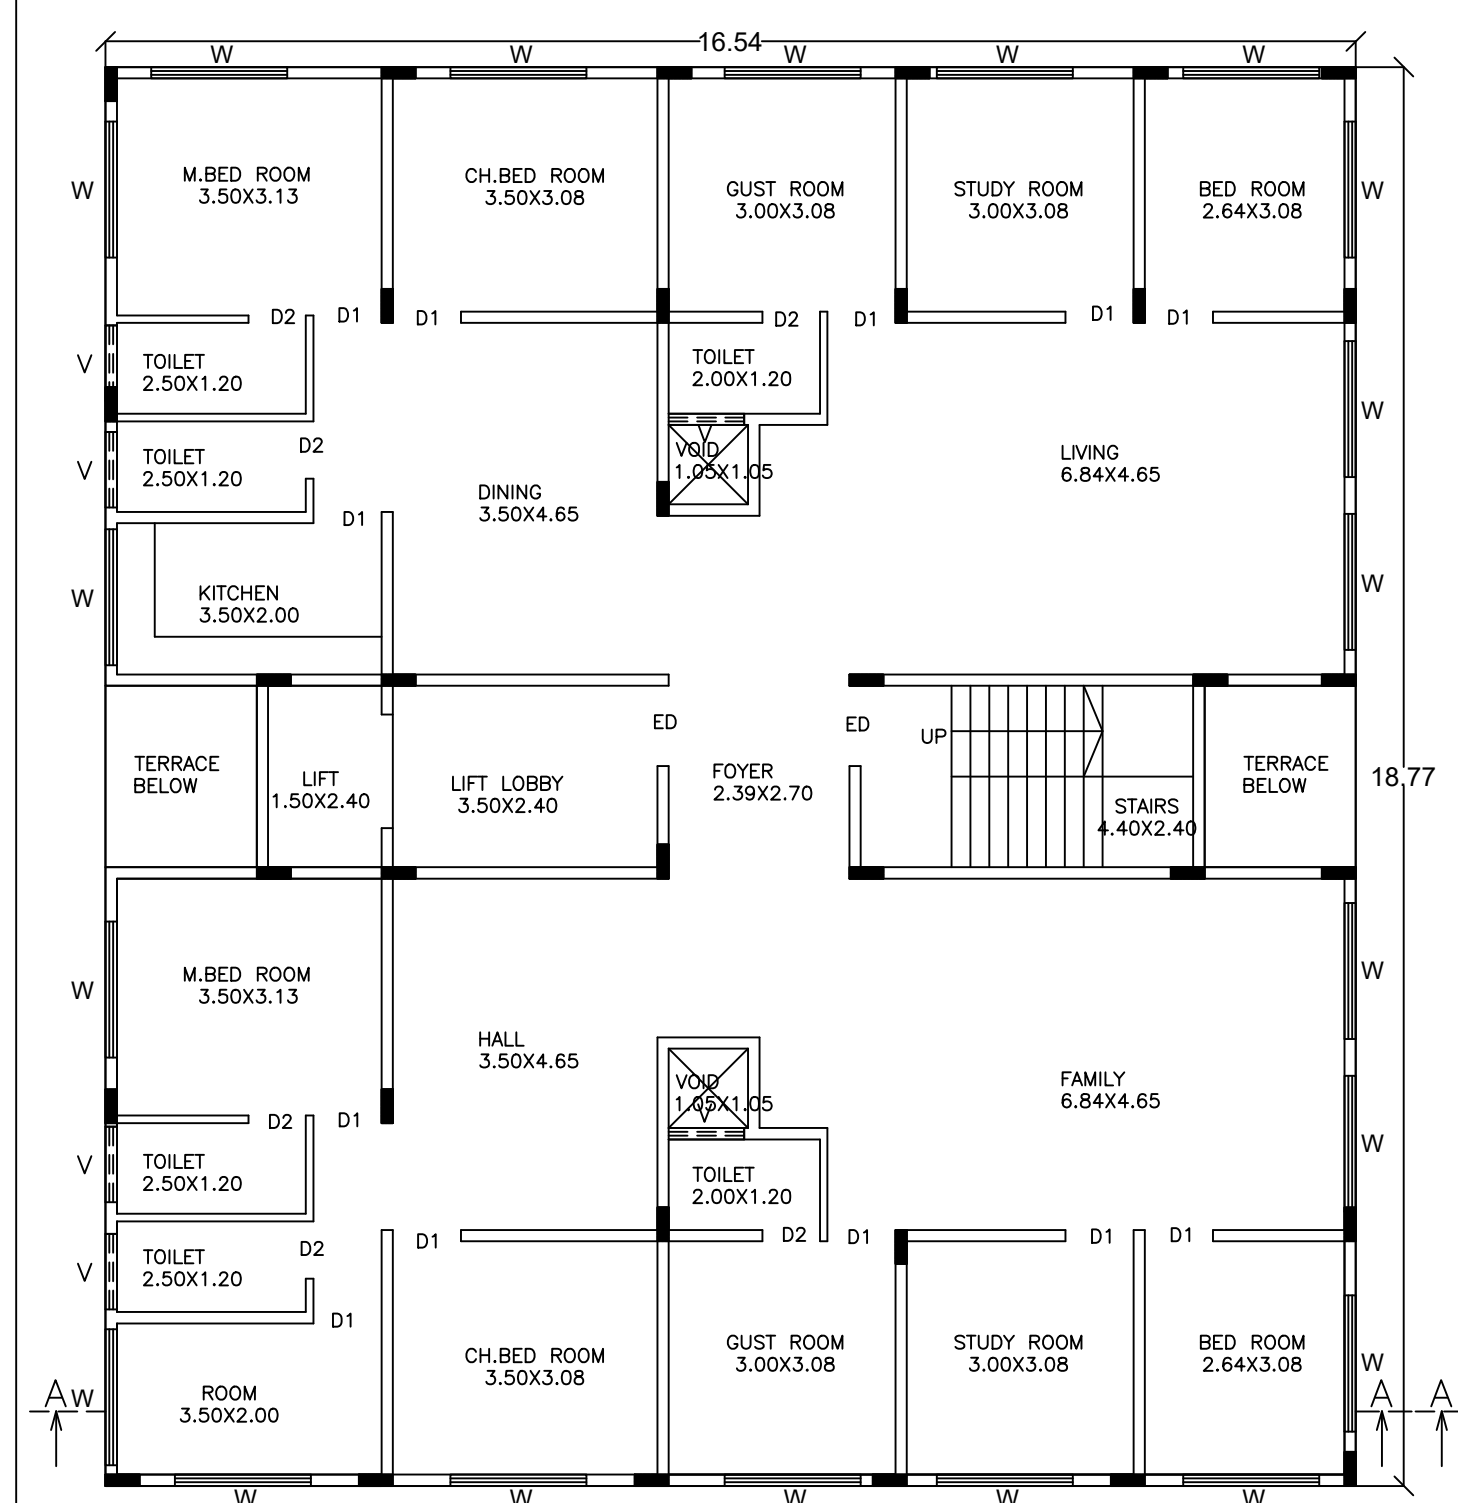 16.54
W W W W W
W
M.BED ROOM
3.50X3.13
CH.BED ROOM
3.50X3.08
GUST ROOM
3.00X3.08
STUDY ROOM
3.00X3.08
BED ROOM
2.64X3.08
W
D2 D1 D1 D2 D1 D1 D1
V
TOILET
2.50X1.20
TOILET
2.00X1.20
W
V
TOILET
2.50X1.20
D2
D1
DINING
3.50X4.65
V
VOID
1.05X1.05
LIVING
6.84X4.65
W
KITCHEN
3.50X2.00
W
TERRACE
BELOW
LIFT
1.50X2.40
LIFT LOBBY
3.50X2.40
ED
FOYER
2.39X2.70
ED
UP
STAIRS
4.40X2.40
TERRACE
BELOW
18.77
W
M.BED ROOM
3.50X3.13
HALL
3.50X4.65
VOID
1.05X1.05
V
FAMILY
6.84X4.65
W
W
D2 D1
V
TOILET
2.50X1.20
TOILET
2.00X1.20
D1 D2 D1 D1 D1
V
TOILET
2.50X1.20
D2
D1
ROOM
3.50X2.00
CH.BED ROOM
3.50X3.08
GUST ROOM
3.00X3.08
STUDY ROOM
3.00X3.08
BED ROOM
2.64X3.08
W
A W
A A
W W W W W